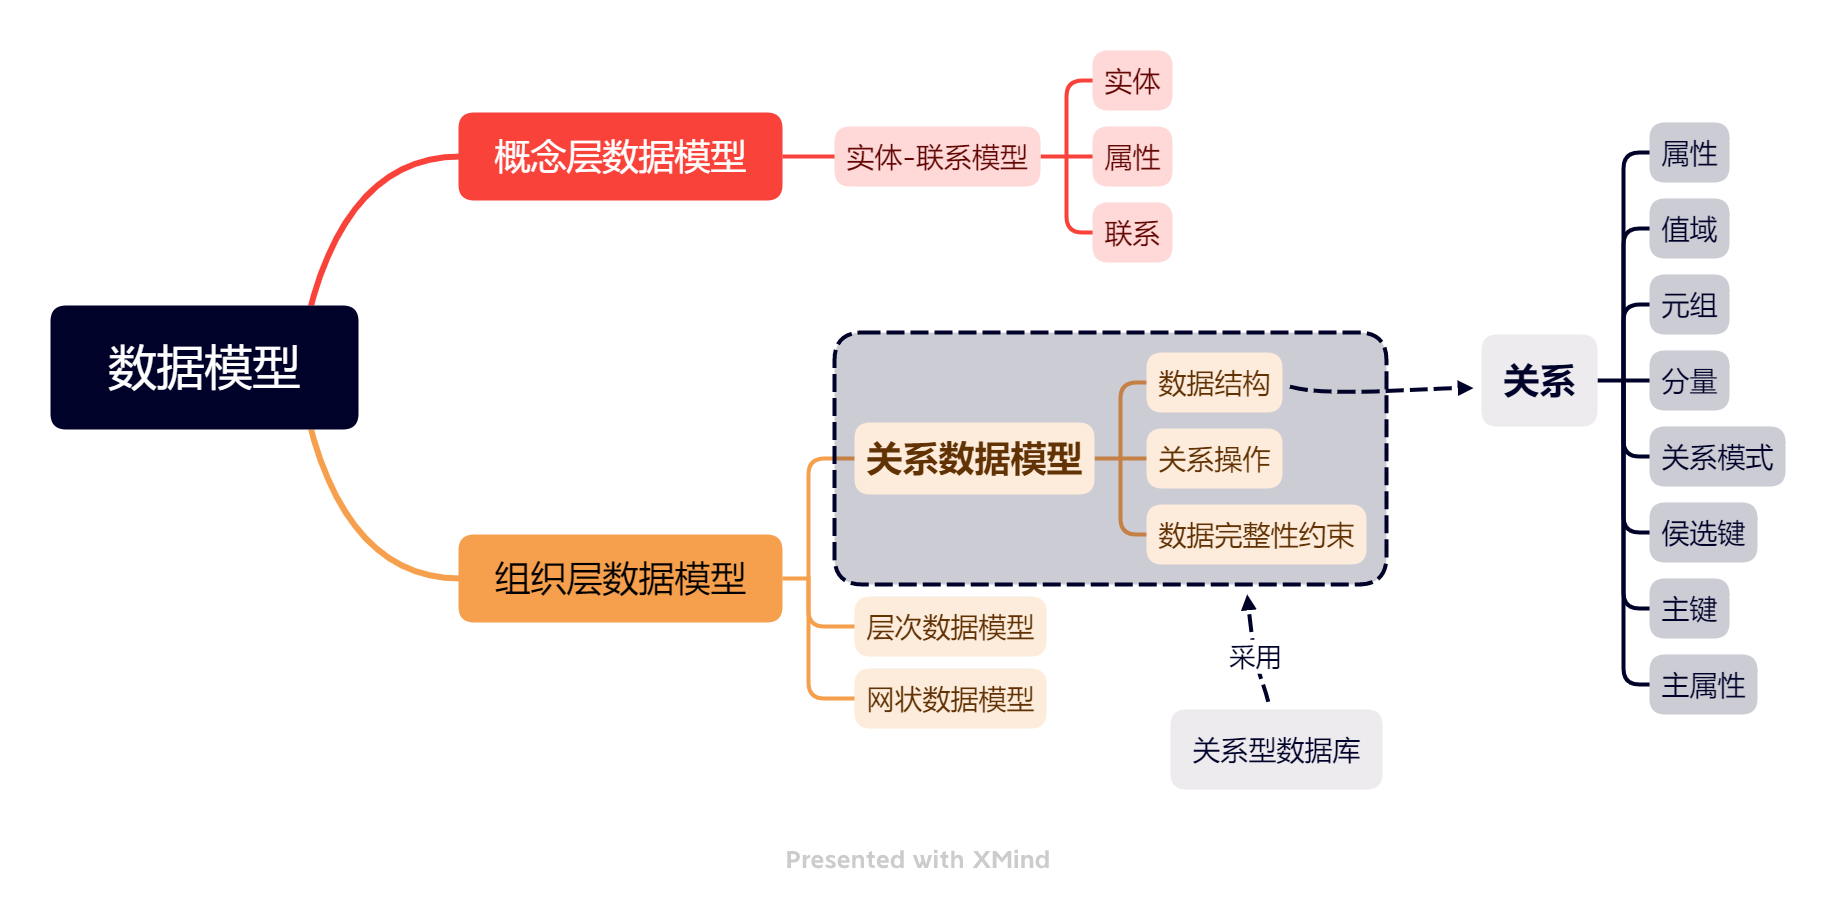 数据模型
概念层数据模型
实体-联系模型
实体
属性
联系
组织层数据模型
关系数据模型
数据结构
关系操作
数据完整性约束
层次数据模型
网状数据模型
采用
关系型数据库
关系
属性
值域
元组
分量
关系模式
侯选键
主键
主属性
Presented with XMind